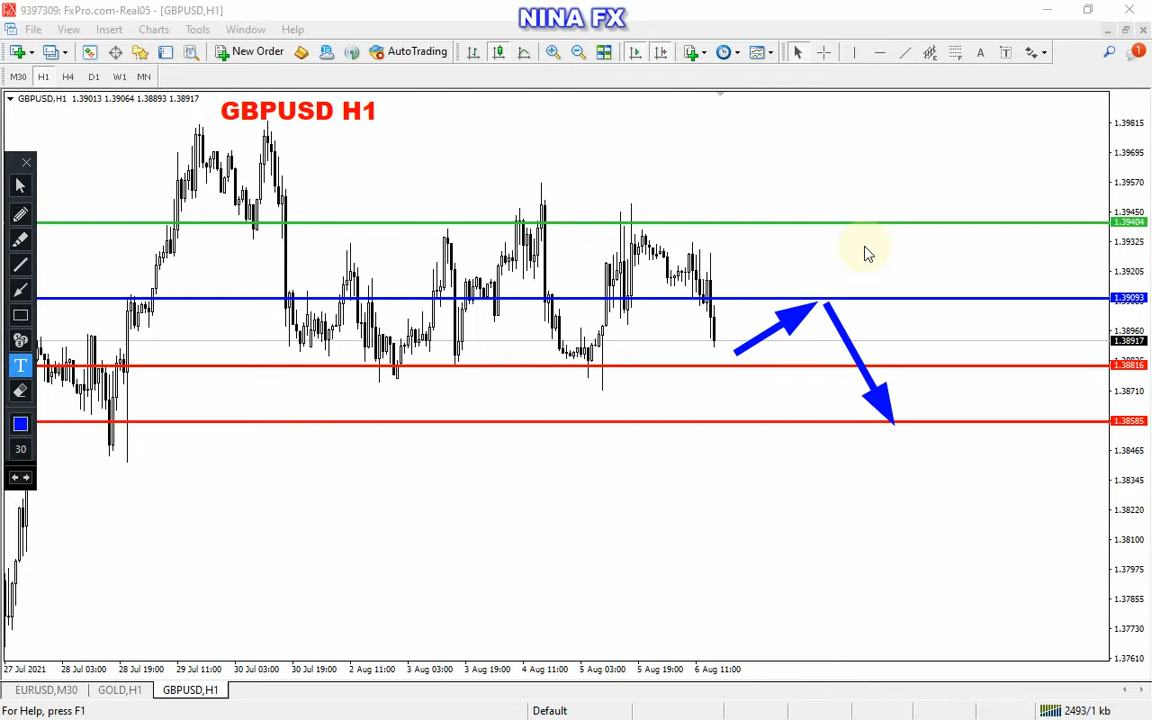 9397309: FxPro.com-Real05 - [GBPUSD,H1]
NINA FX
File View Insert Charts Tools Window Help
New Order AutoTrading
1
M30 H1 H4 D1 W1 MN
GBPUSD,H1 1.39013 1.39064 1.38893 1.38917
GBPUSD H1
1.39815
1.39695
1.39570
1.39450
1.39404
1.39325
1.39205
1.39093
1.38960
1.38917
1.38816
1.38710
1.38585
1.38465
1.38345
1.38220
1.38100
1.37975
1.37855
1.37730
1.37610
T
30
27 Jul 2021 28 Jul 03:00 28 Jul 19:00 29 Jul 11:00 30 Jul 03:00 30 Jul 19:00 2 Aug 11:00 3 Aug 03:00 3 Aug 19:00 4 Aug 11:00 5 Aug 03:00 5 Aug 19:00 6 Aug 11:00
EURUSD,M30 GOLD,H1 GBPUSD,H1
For Help, press F1 Default 2493/1 kb